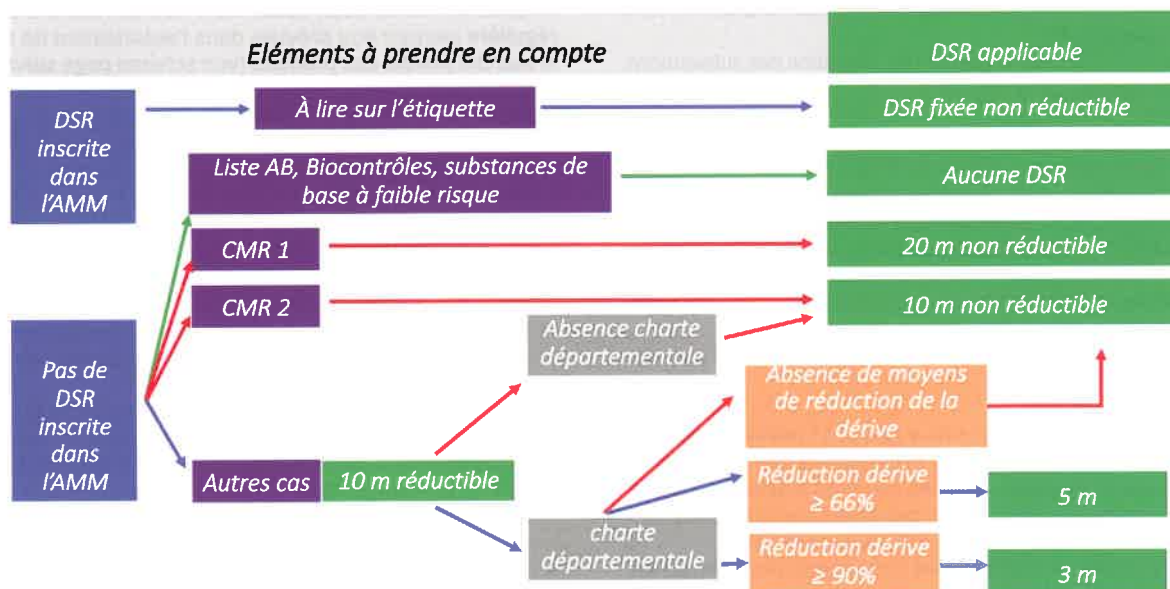 Eléments à prendre en compte
DSR applicable
DSR
inscrite
dans
l'AMM
À lire sur l'étiquette
DSR fixée non réductible
Liste AB, Biocontrôles, substances de
base à faible risque
Aucune DSR
CMR 1
20 m non réductible
CMR 2
10 m non réductible
Pas de
DSR
inscrite
dans
l'AMM
Absence charte
départementale
Absence de moyens
de réduction de la
dérive
Autres cas
10 m réductible
Réduction dérive
≥ 66%
5 m
charte
départementale
Réduction dérive
≥ 90%
3 m